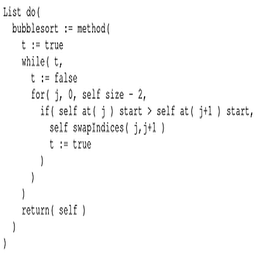 List do(
  bubblesort := method(
    t := true
    while( t,
      t := false
      for( j, 0, self size - 2,
        if( self at( j ) start > self at( j+1 ) start,
          self swapIndices( j,j+1 )
          t := true
        )
      )
    )
    return( self )
  )
)